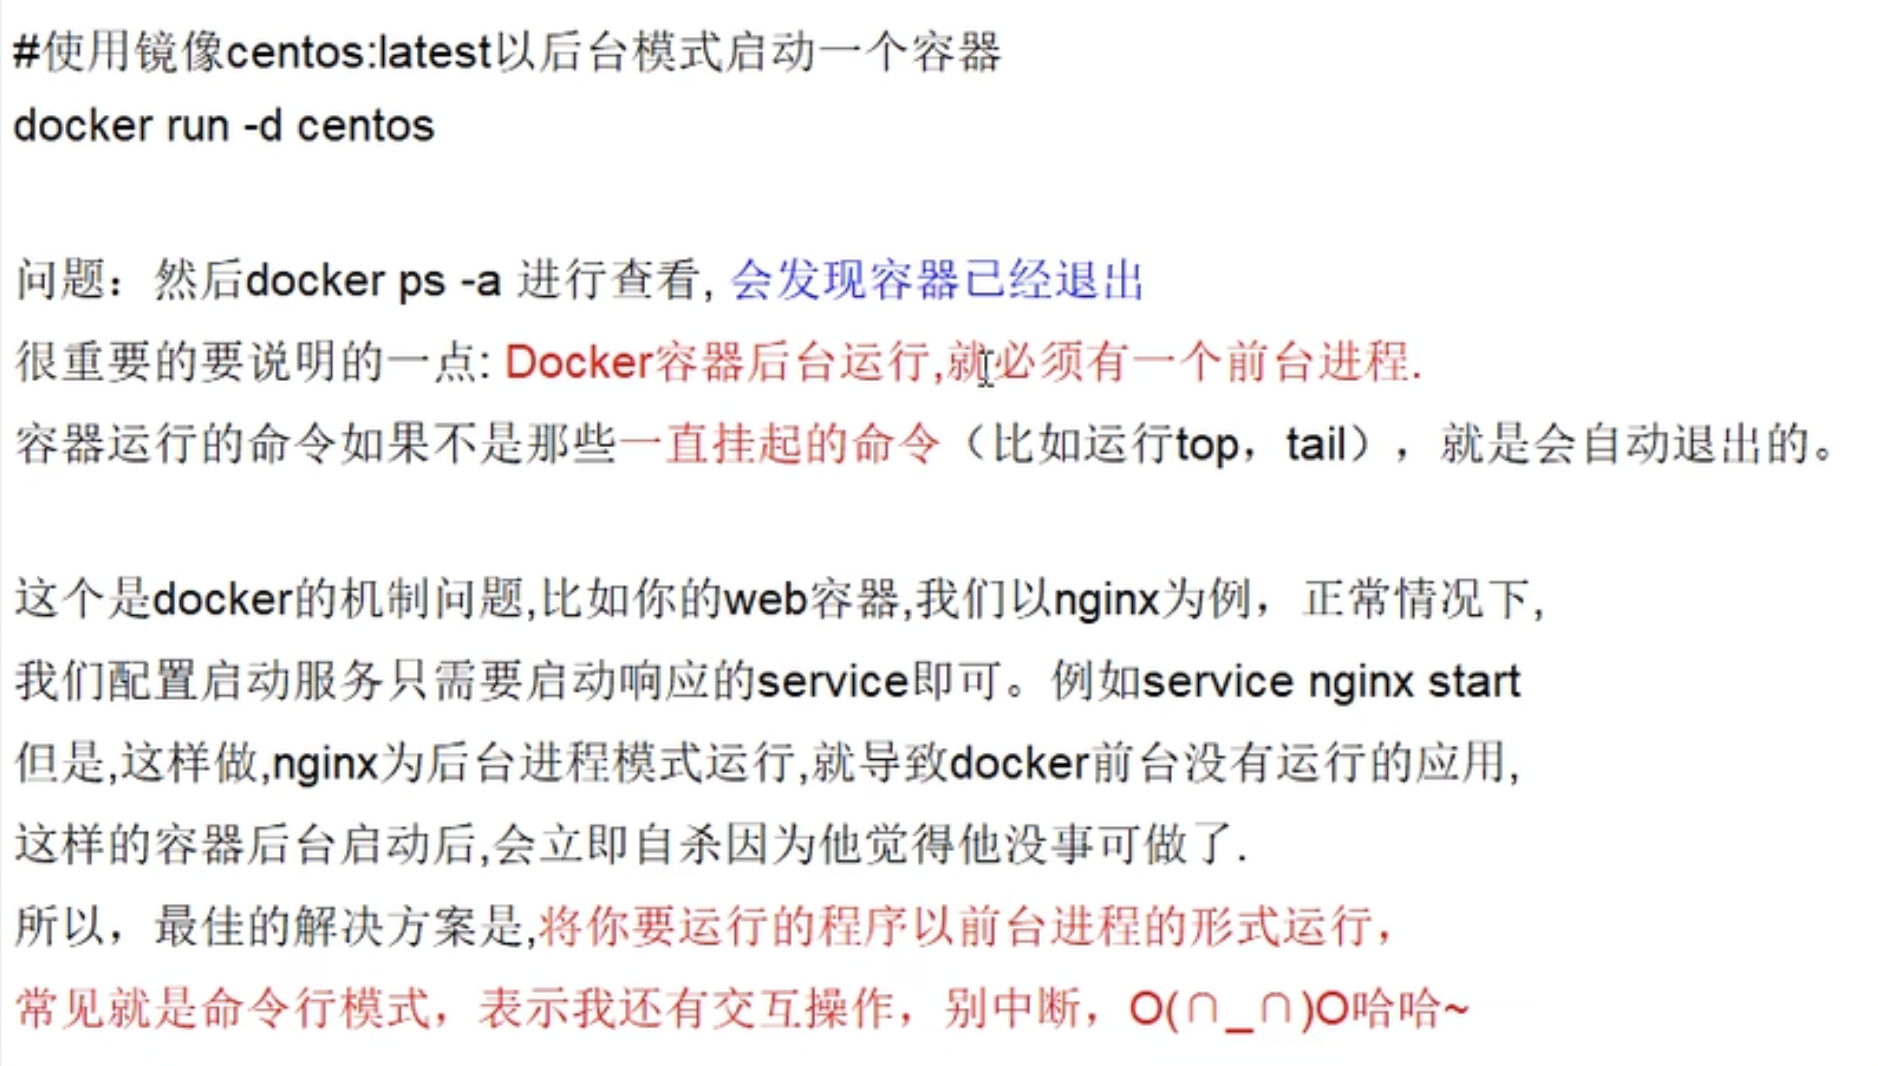 #使用镜像centos:latest以后台模式启动一个容器
docker run -d centos
问题：然后docker ps -a 进行查看, 会发现容器已经退出
很重要的要说明的一点: Docker容器后台运行,就必须有一个前台进程.
容器运行的命令如果不是那些一直挂起的命令（比如运行top，tail），就是会自动退出的。
这个是docker的机制问题,比如你的web容器,我们以nginx为例，正常情况下,
我们配置启动服务只需要启动响应的service即可。例如service nginx start
但是,这样做,nginx为后台进程模式运行,就导致docker前台没有运行的应用,
这样的容器后台启动后,会立即自杀因为他觉得他没事可做了.
所以，最佳的解决方案是,将你要运行的程序以前台进程的形式运行，
常见就是命令行模式，表示我还有交互操作，别中断，O(∩_∩)O哈哈~